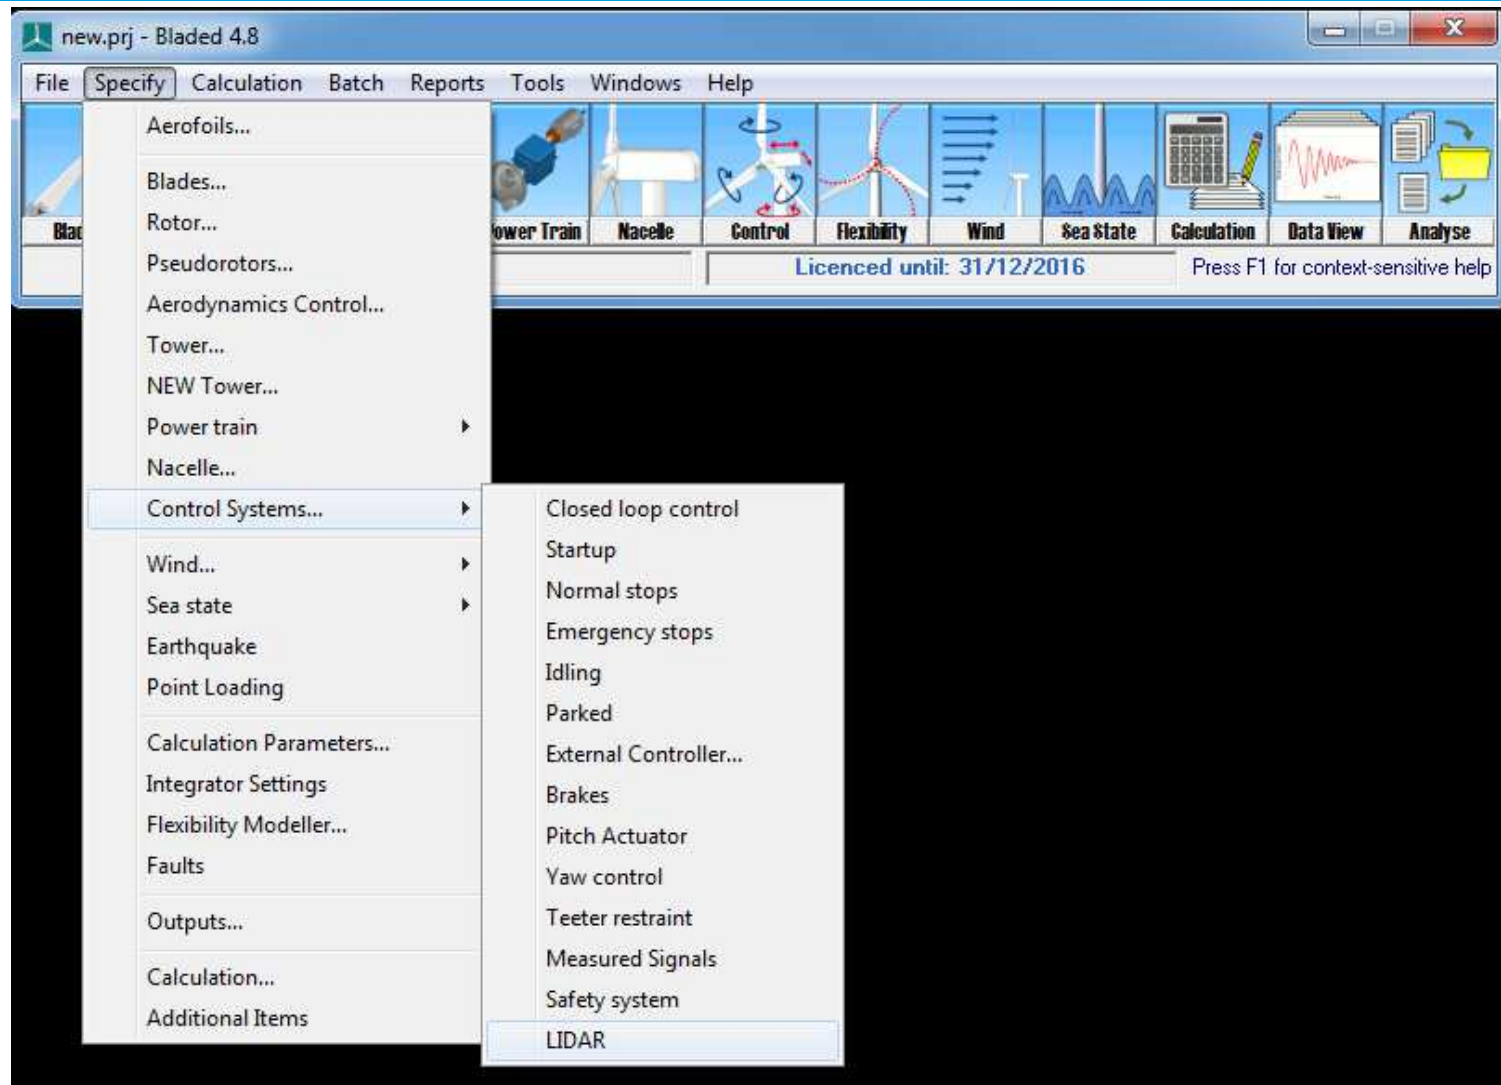 new.prj - Bladed 4.8
File Specify Calculation Batch Reports Tools Windows Help
Power Train Nacelle Control Flexibility Wind Sea State Calculation Data View Analyse
Licenced until: 31/12/2016 Press F1 for context-sensitive help
Aerofoils...
Blades...
Rotor...
Pseudorotors...
Aerodynamics Control...
Tower...
NEW Tower...
Power train
Nacelle...
Control Systems...
Wind...
Sea state
Earthquake
Point Loading
Calculation Parameters...
Integrator Settings
Flexibility Modeller...
Faults
Outputs...
Calculation...
Additional Items
Closed loop control
Startup
Normal stops
Emergency stops
Idling
Parked
External Controller...
Brakes
Pitch Actuator
Yaw control
Teeter restraint
Measured Signals
Safety system
LIDAR